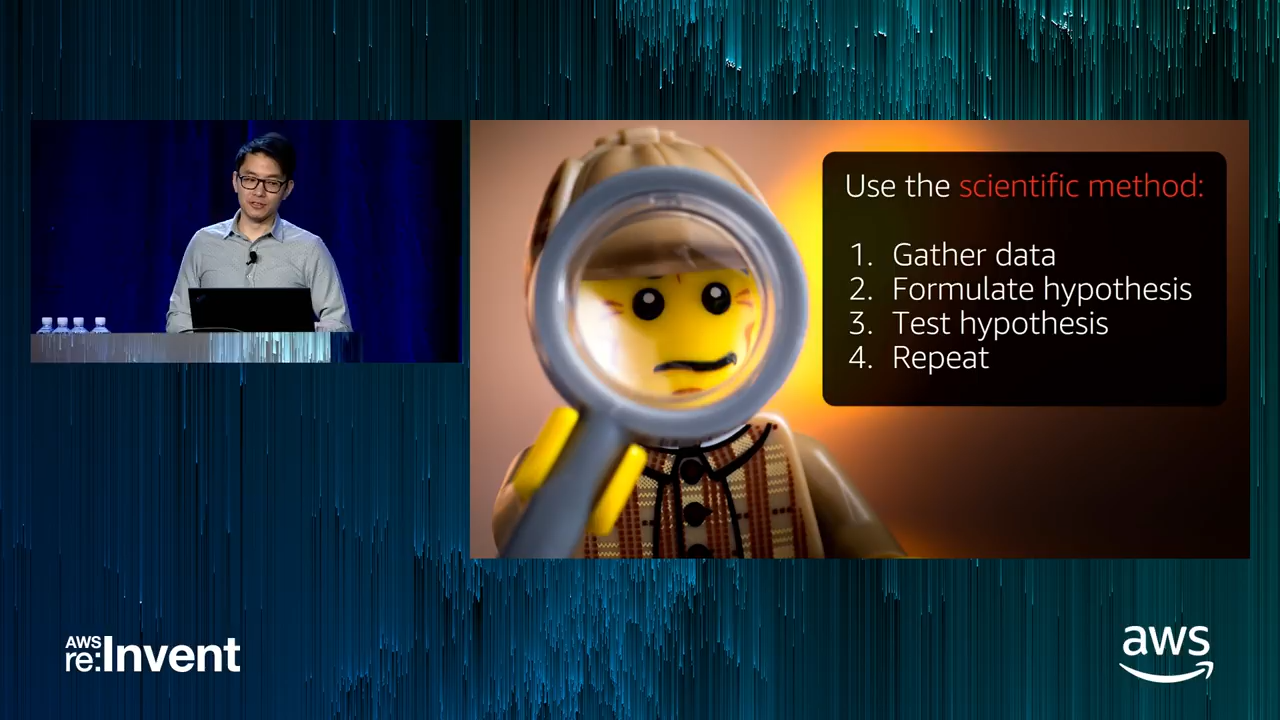 Use the scientific method:
1. Gather data
2. Formulate hypothesis
3. Test hypothesis
4. Repeat
AWS
re:Invent
aws